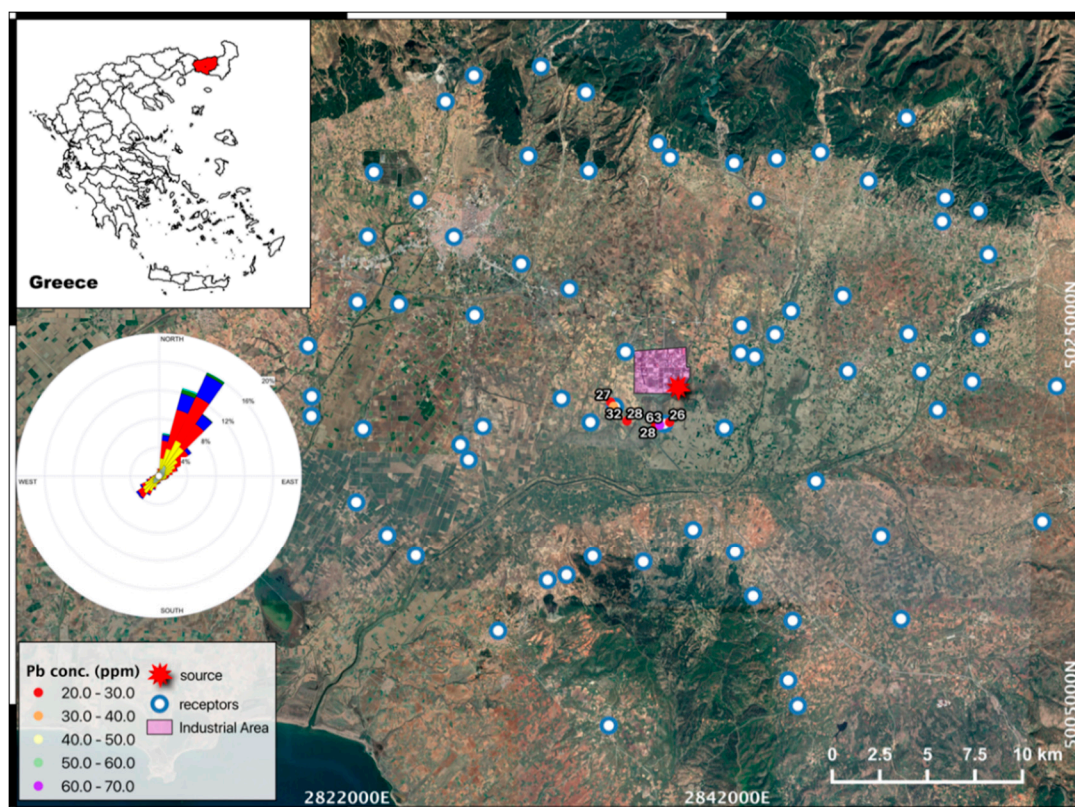 Greece
NORTH
20%
16%
12%
8%
4%
WEST
EAST
SOUTH
27
32
28
63
26
28
5025000N
5005000N
Pb conc. (ppm)
20.0 - 30.0
30.0 - 40.0
40.0 - 50.0
50.0 - 60.0
60.0 - 70.0
source
receptors
Industrial Area
0 2.5 5 7.5 10 km
2822000E
2842000E